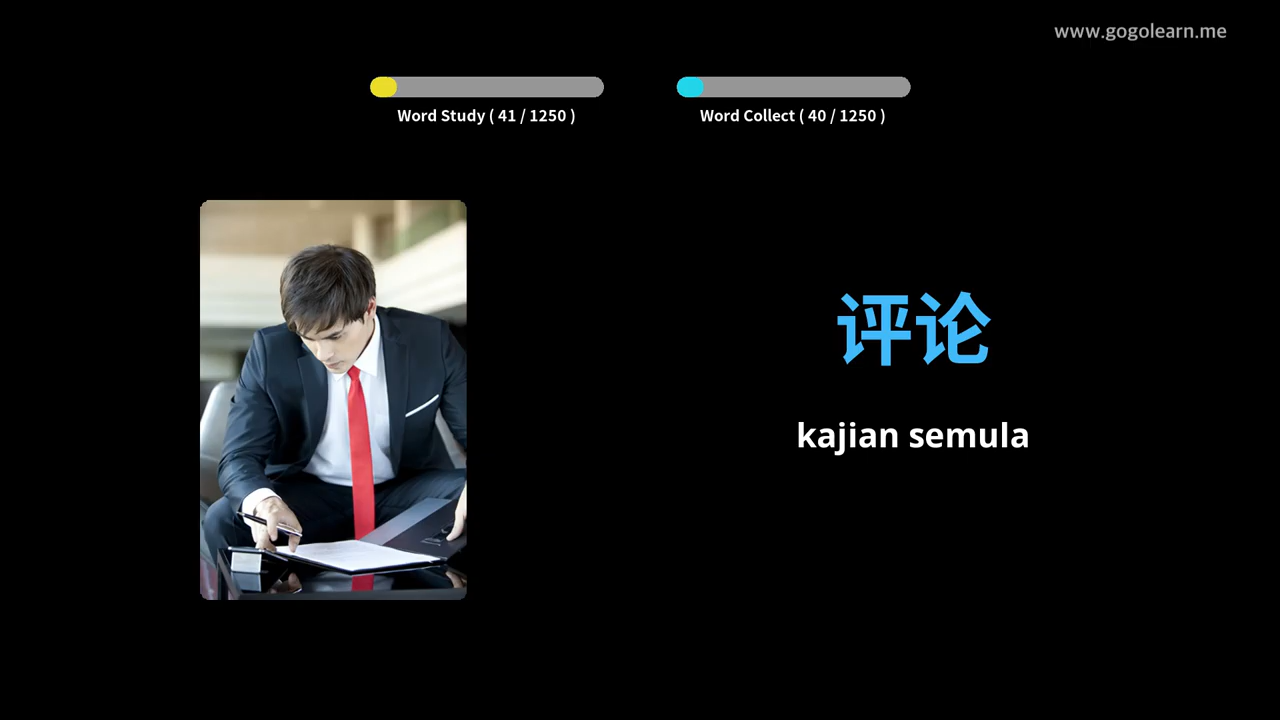 www.gogolearn.me
Word Study ( 41 / 1250 )
Word Collect ( 40 / 1250 )
评论
kajian semula